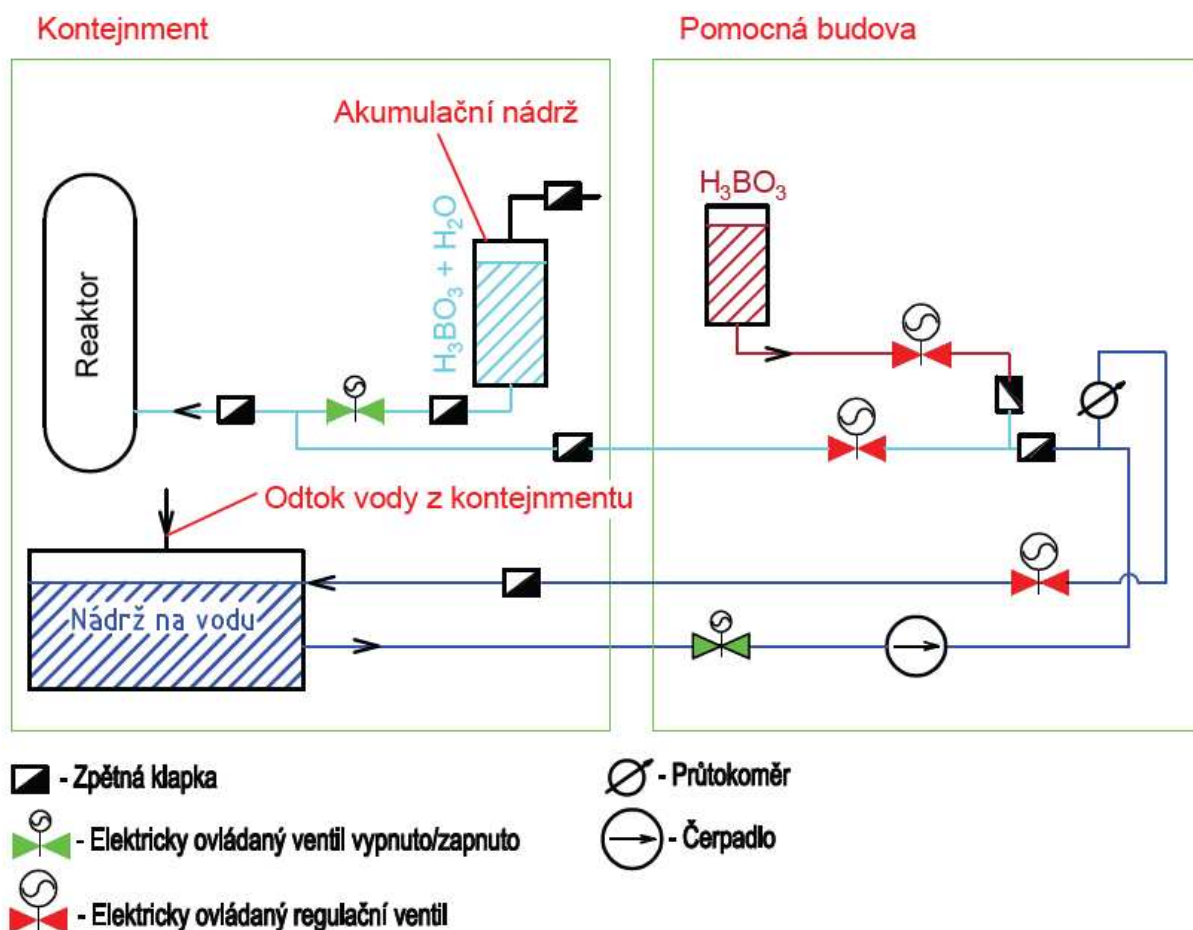 Kontejnment
Pomocná budova
Akumulační nádrž
H₃BO₃ + H₂O
H₃BO₃
Reaktor
Odtok vody z kontejnmentu
Nádrž na vodu
- Zpětná klapka
- Průtokoměr
- Elektricky ovládaný ventil vypnuto/zapnuto
- Čerpadlo
- Elektricky ovládaný regulační ventil